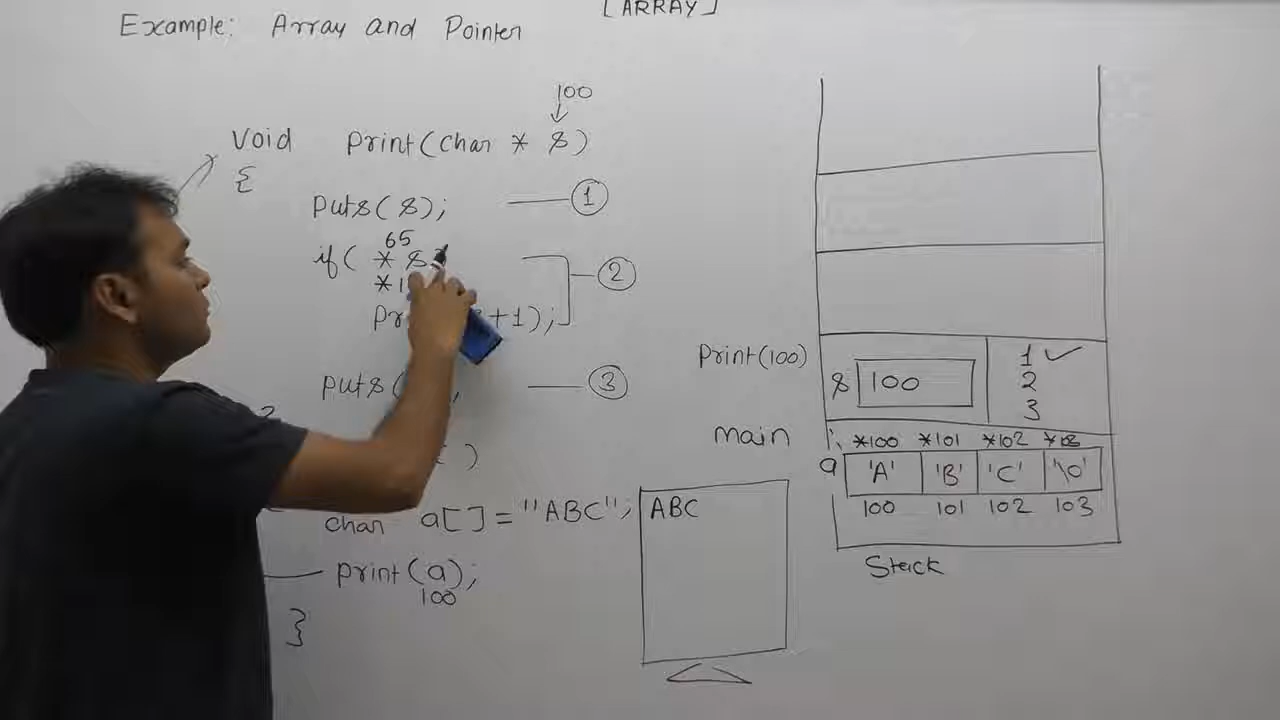 [ARRAY]
Example: Array and Pointer
100
Void Print(char * s)
{
Puts(s); 1
65
if( * s) 2
*1
Pr +1);
Puts( , 3
)
char a[] = "ABC";
print(a);
100
}
ABC
Print(100) s 100 1 ✓
2
3
main *100 *101 *102
a 'A' 'B' 'C' '\0'
100 101 102 103
Stack